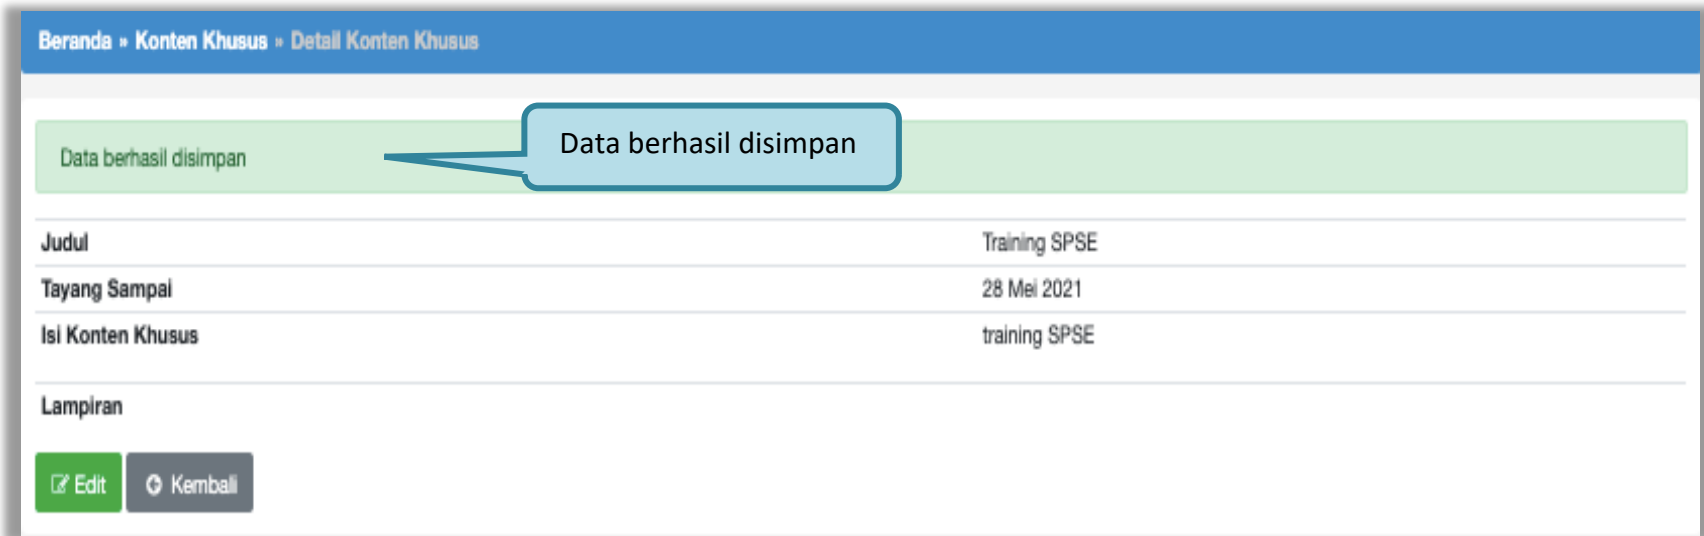 Beranda » Konten Khusus » Detail Konten Khusus
Data berhasil disimpan
Data berhasil disimpan
Judul Training SPSE
Tayang Sampai 28 Mei 2021
Isi Konten Khusus training SPSE
Lampiran
Edit Kembali